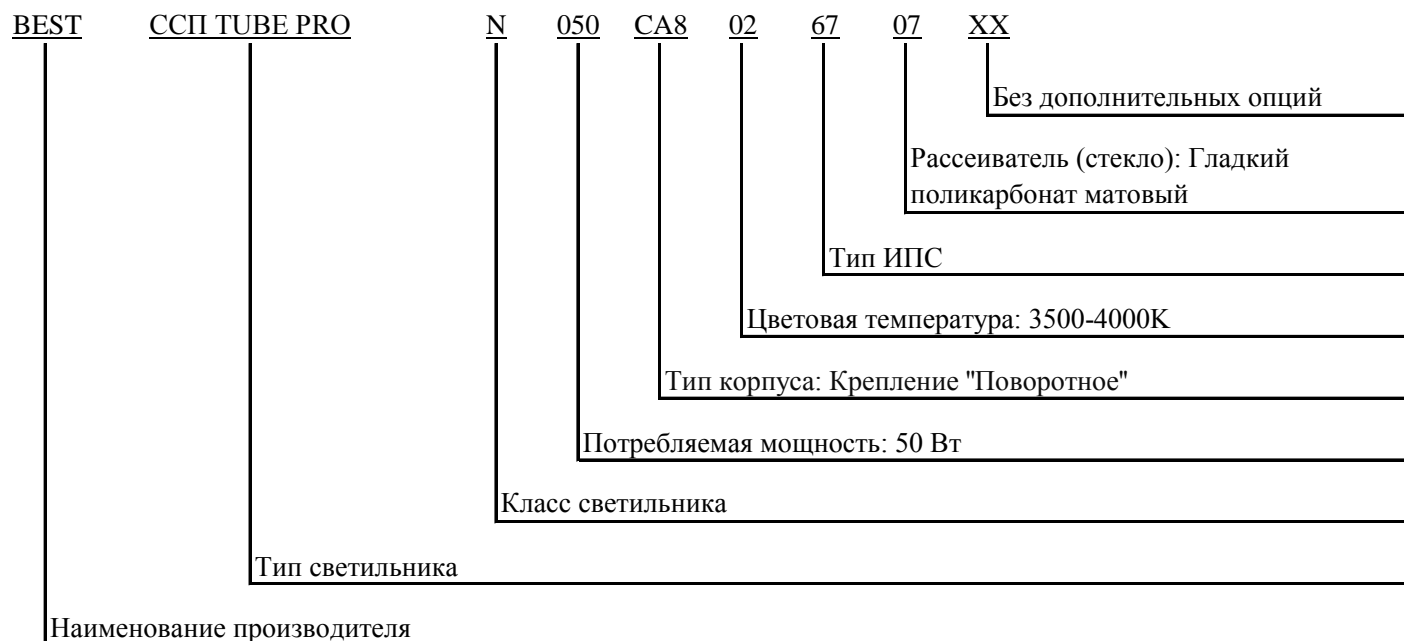 BEST ССП TUBE PRO N 050 CA8 02 67 07 XX
Без дополнительных опций
Рассеиватель (стекло): Гладкий
поликарбонат матовый
Тип ИПС
Цветовая температура: 3500-4000К
Тип корпуса: Крепление "Поворотное"
Потребляемая мощность: 50 Вт
Класс светильника
Тип светильника
Наименование производителя